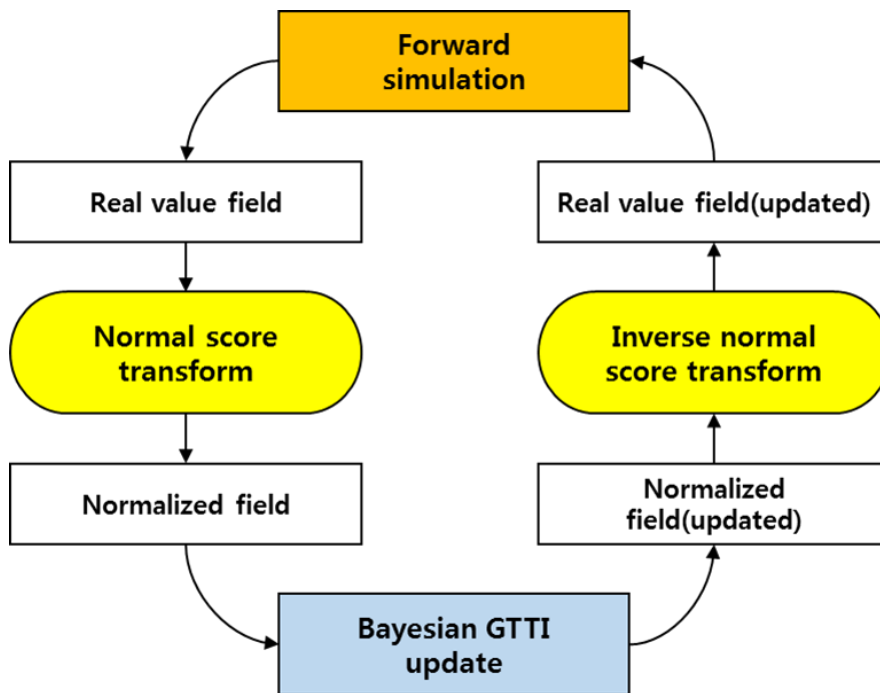 Forward
simulation
Real value field
Real value field(updated)
Normal score
transform
Inverse normal
score transform
Normalized field
Normalized
field(updated)
Bayesian GTTI
update